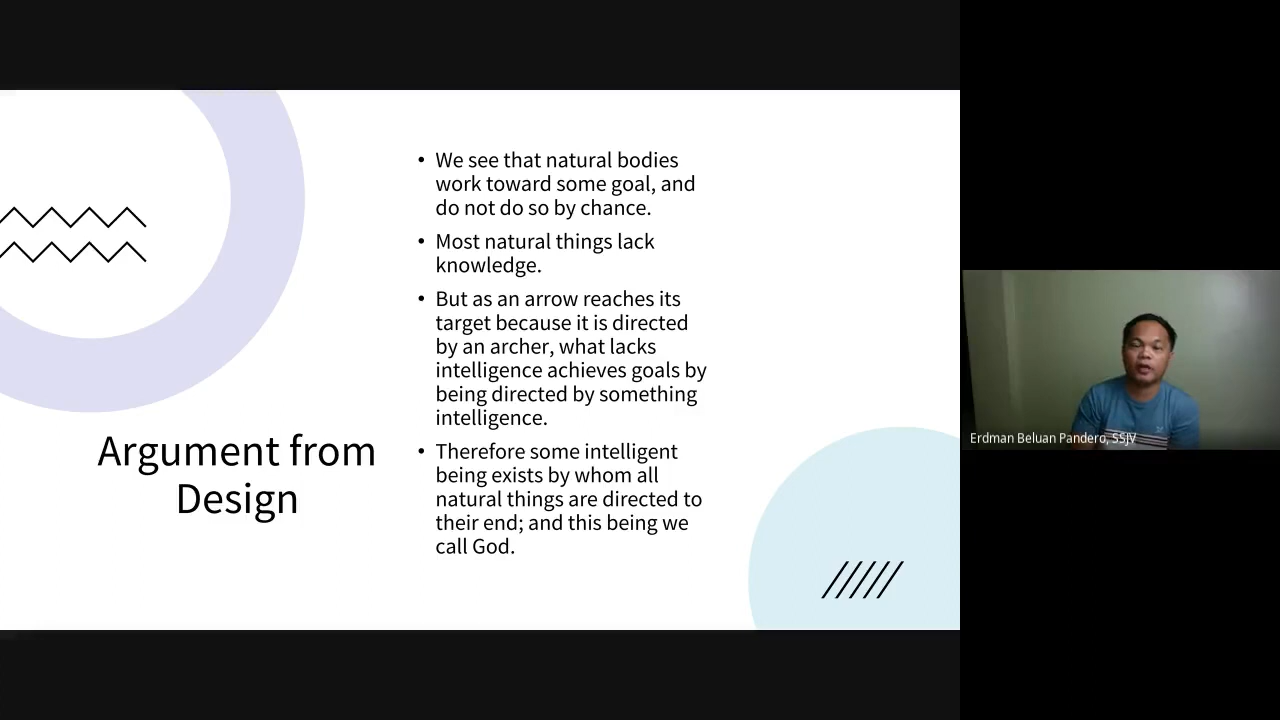 Argument from
Design
• We see that natural bodies
work toward some goal, and
do not do so by chance.
• Most natural things lack
knowledge.
• But as an arrow reaches its
target because it is directed
by an archer, what lacks
intelligence achieves goals by
being directed by something
intelligence.
• Therefore some intelligent
being exists by whom all
natural things are directed to
their end; and this being we
call God.
Erdman Beluan Pandero, SSJV